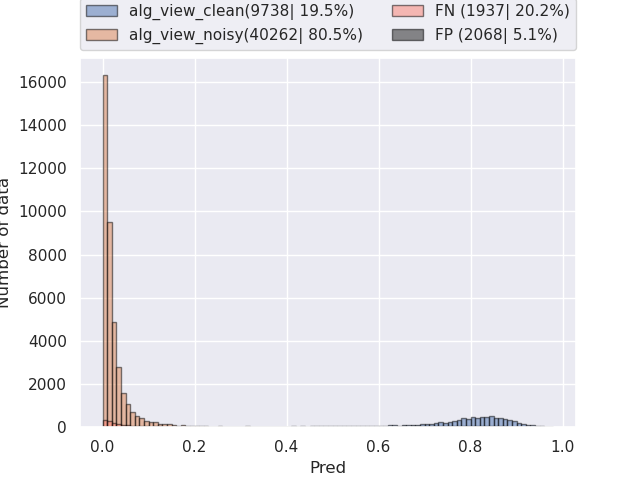 alg_view_clean(9738| 19.5%)
FN (1937| 20.2%)
alg_view_noisy(40262| 80.5%)
FP (2068| 5.1%)
16000
14000
12000
10000
8000
6000
4000
2000
0
Number of data
0.0 0.2 0.4 0.6 0.8 1.0
Pred